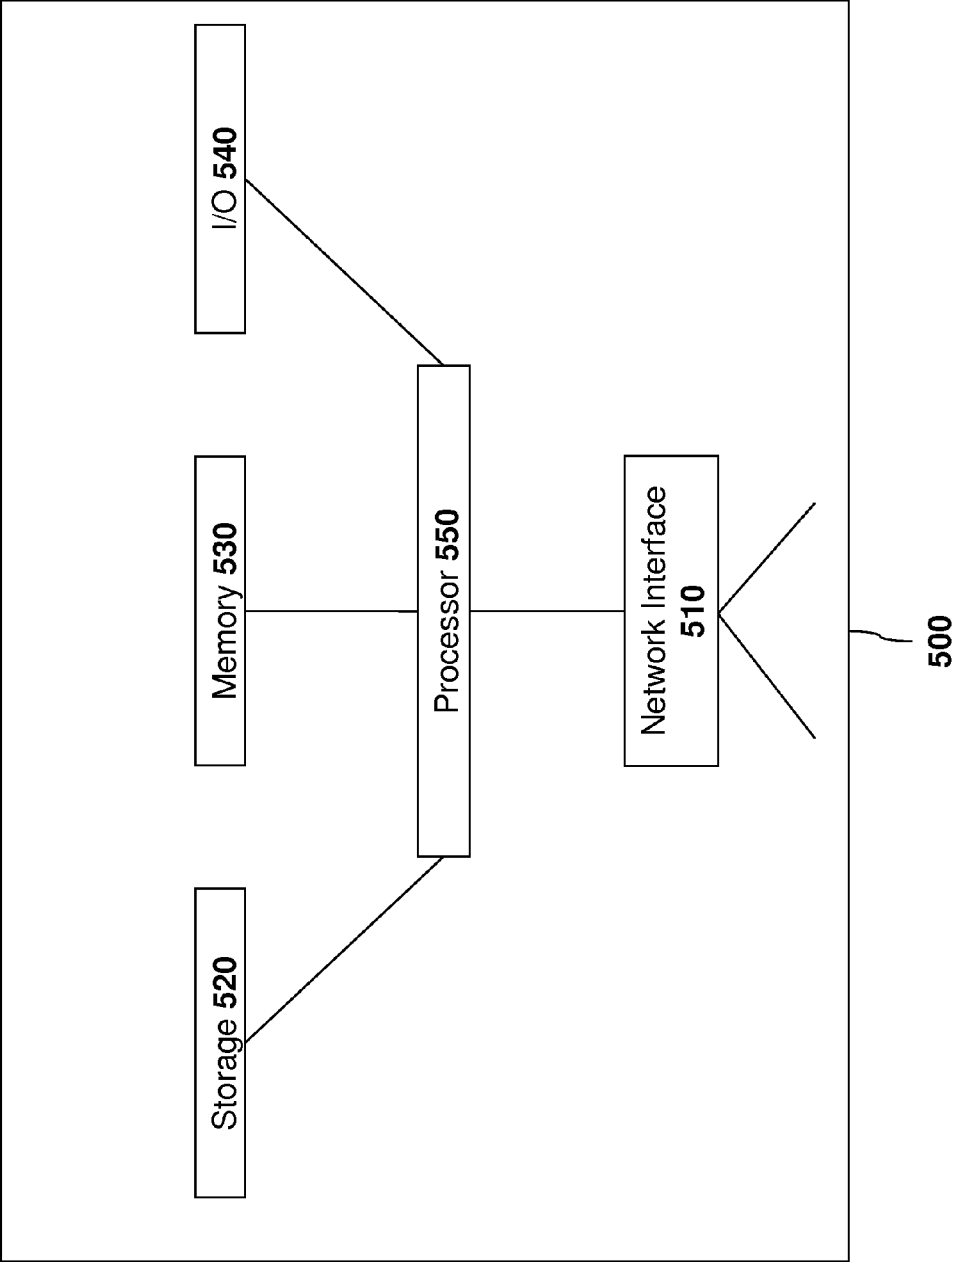 Storage 520
Memory 530
I/O 540
Processor 550
Network Interface
510
500